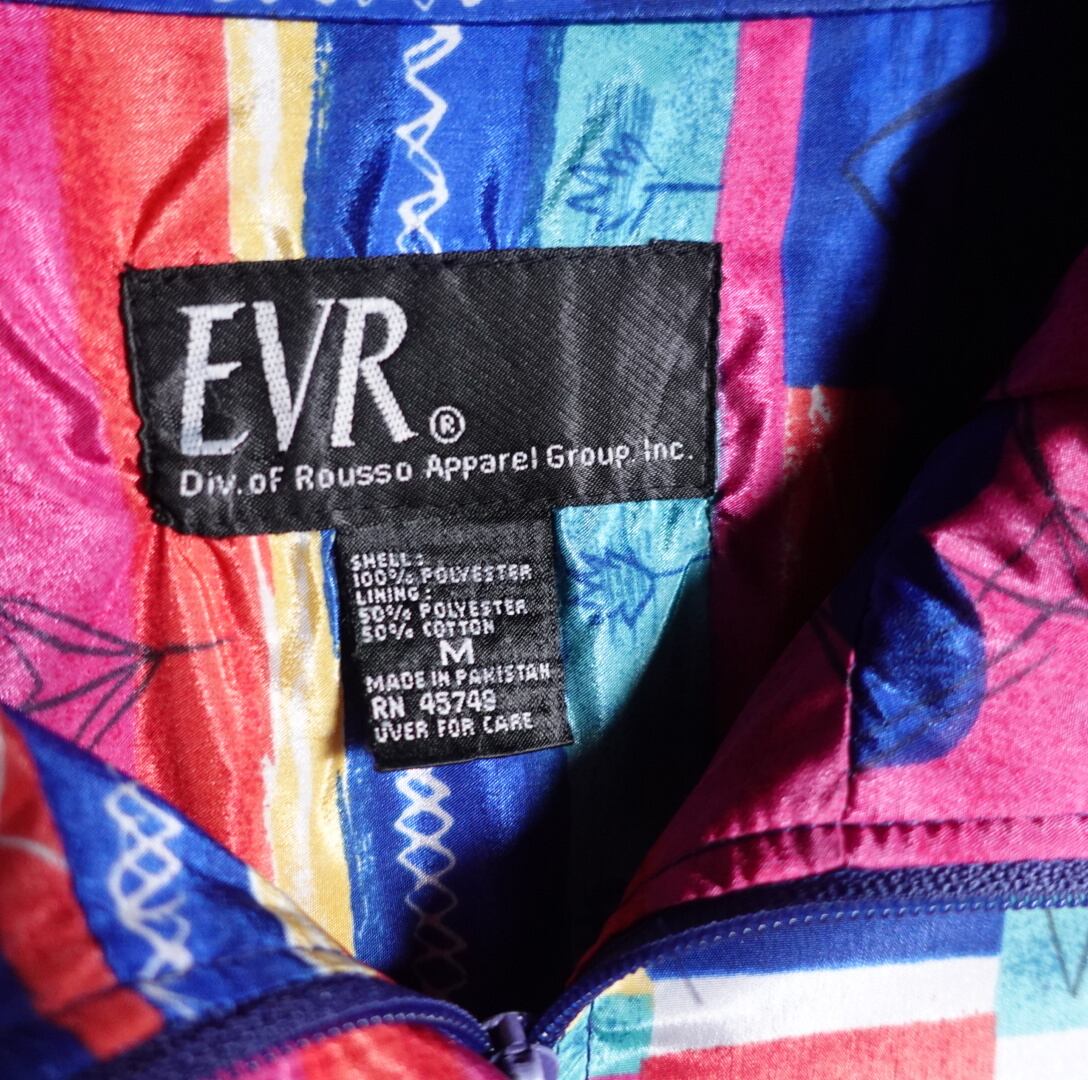 EVR®
Div. of Rousso Apparel Group, Inc.
SHELL:
100% POLYESTER
LINING:
50% POLYESTER
50% COTTON
M
MADE IN PAKISTAN
RN 45749
OVER FOR CARE